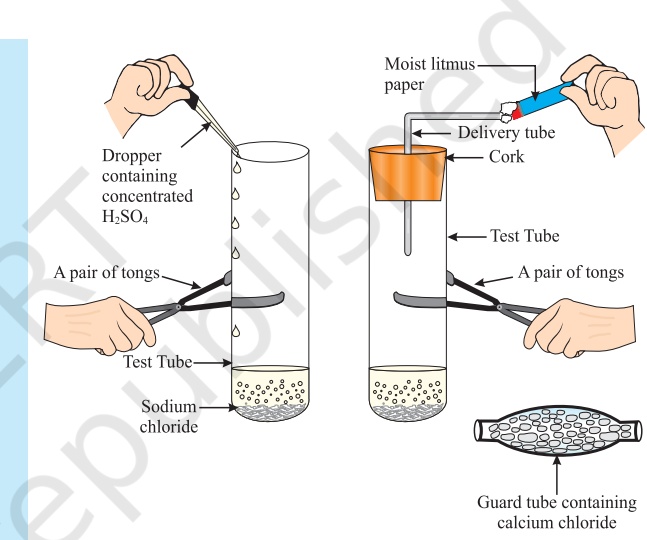 Moist litmus
paper
Delivery tube
Cork
Dropper
containing
concentrated
H₂SO₄
Test Tube
A pair of tongs
A pair of tongs
Test Tube
Sodium
chloride
Guard tube containing
calcium chloride